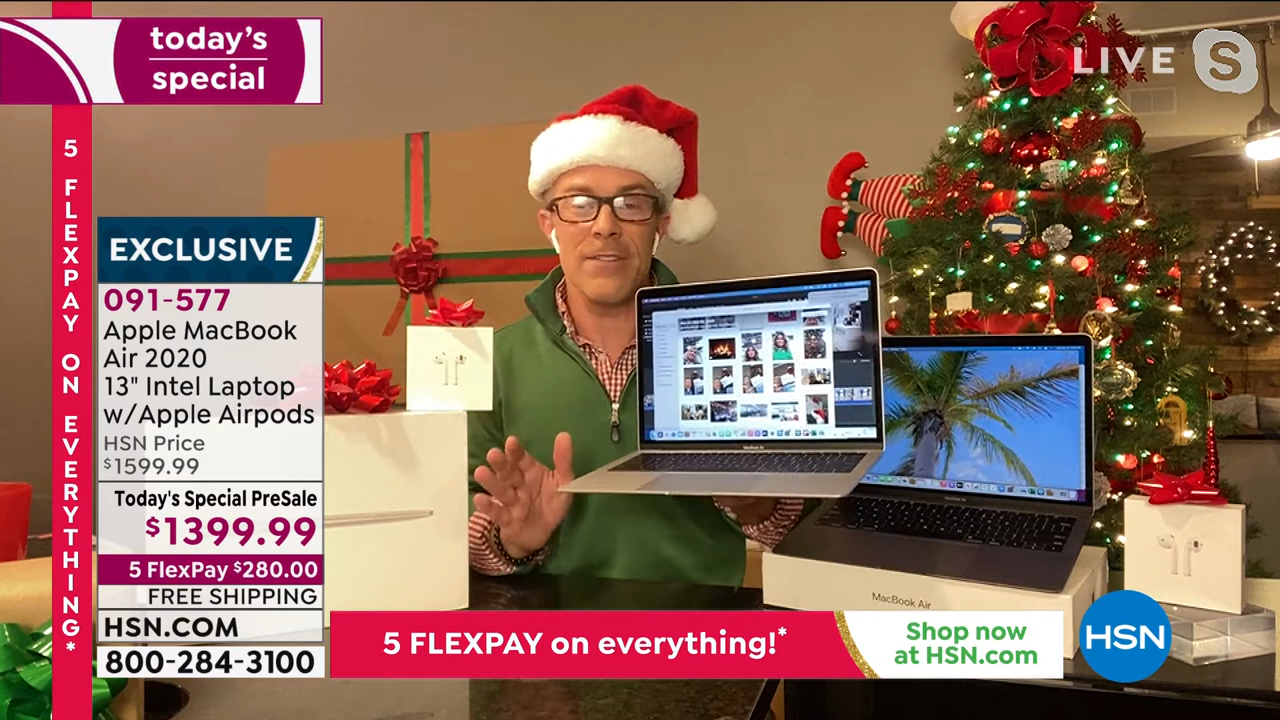 today's
special
LIVE S
5 FLEXPAY ON EVERYTHING*
EXCLUSIVE
091-577
Apple MacBook
Air 2020
13" Intel Laptop
w/Apple Airpods
HSN Price
$1599.99
Today's Special PreSale
$1399.99
5 FlexPay $280.00
FREE SHIPPING
HSN.COM
800-284-3100
MacBook Air
5 FLEXPAY on everything!*
Shop now
at HSN.com
HSN